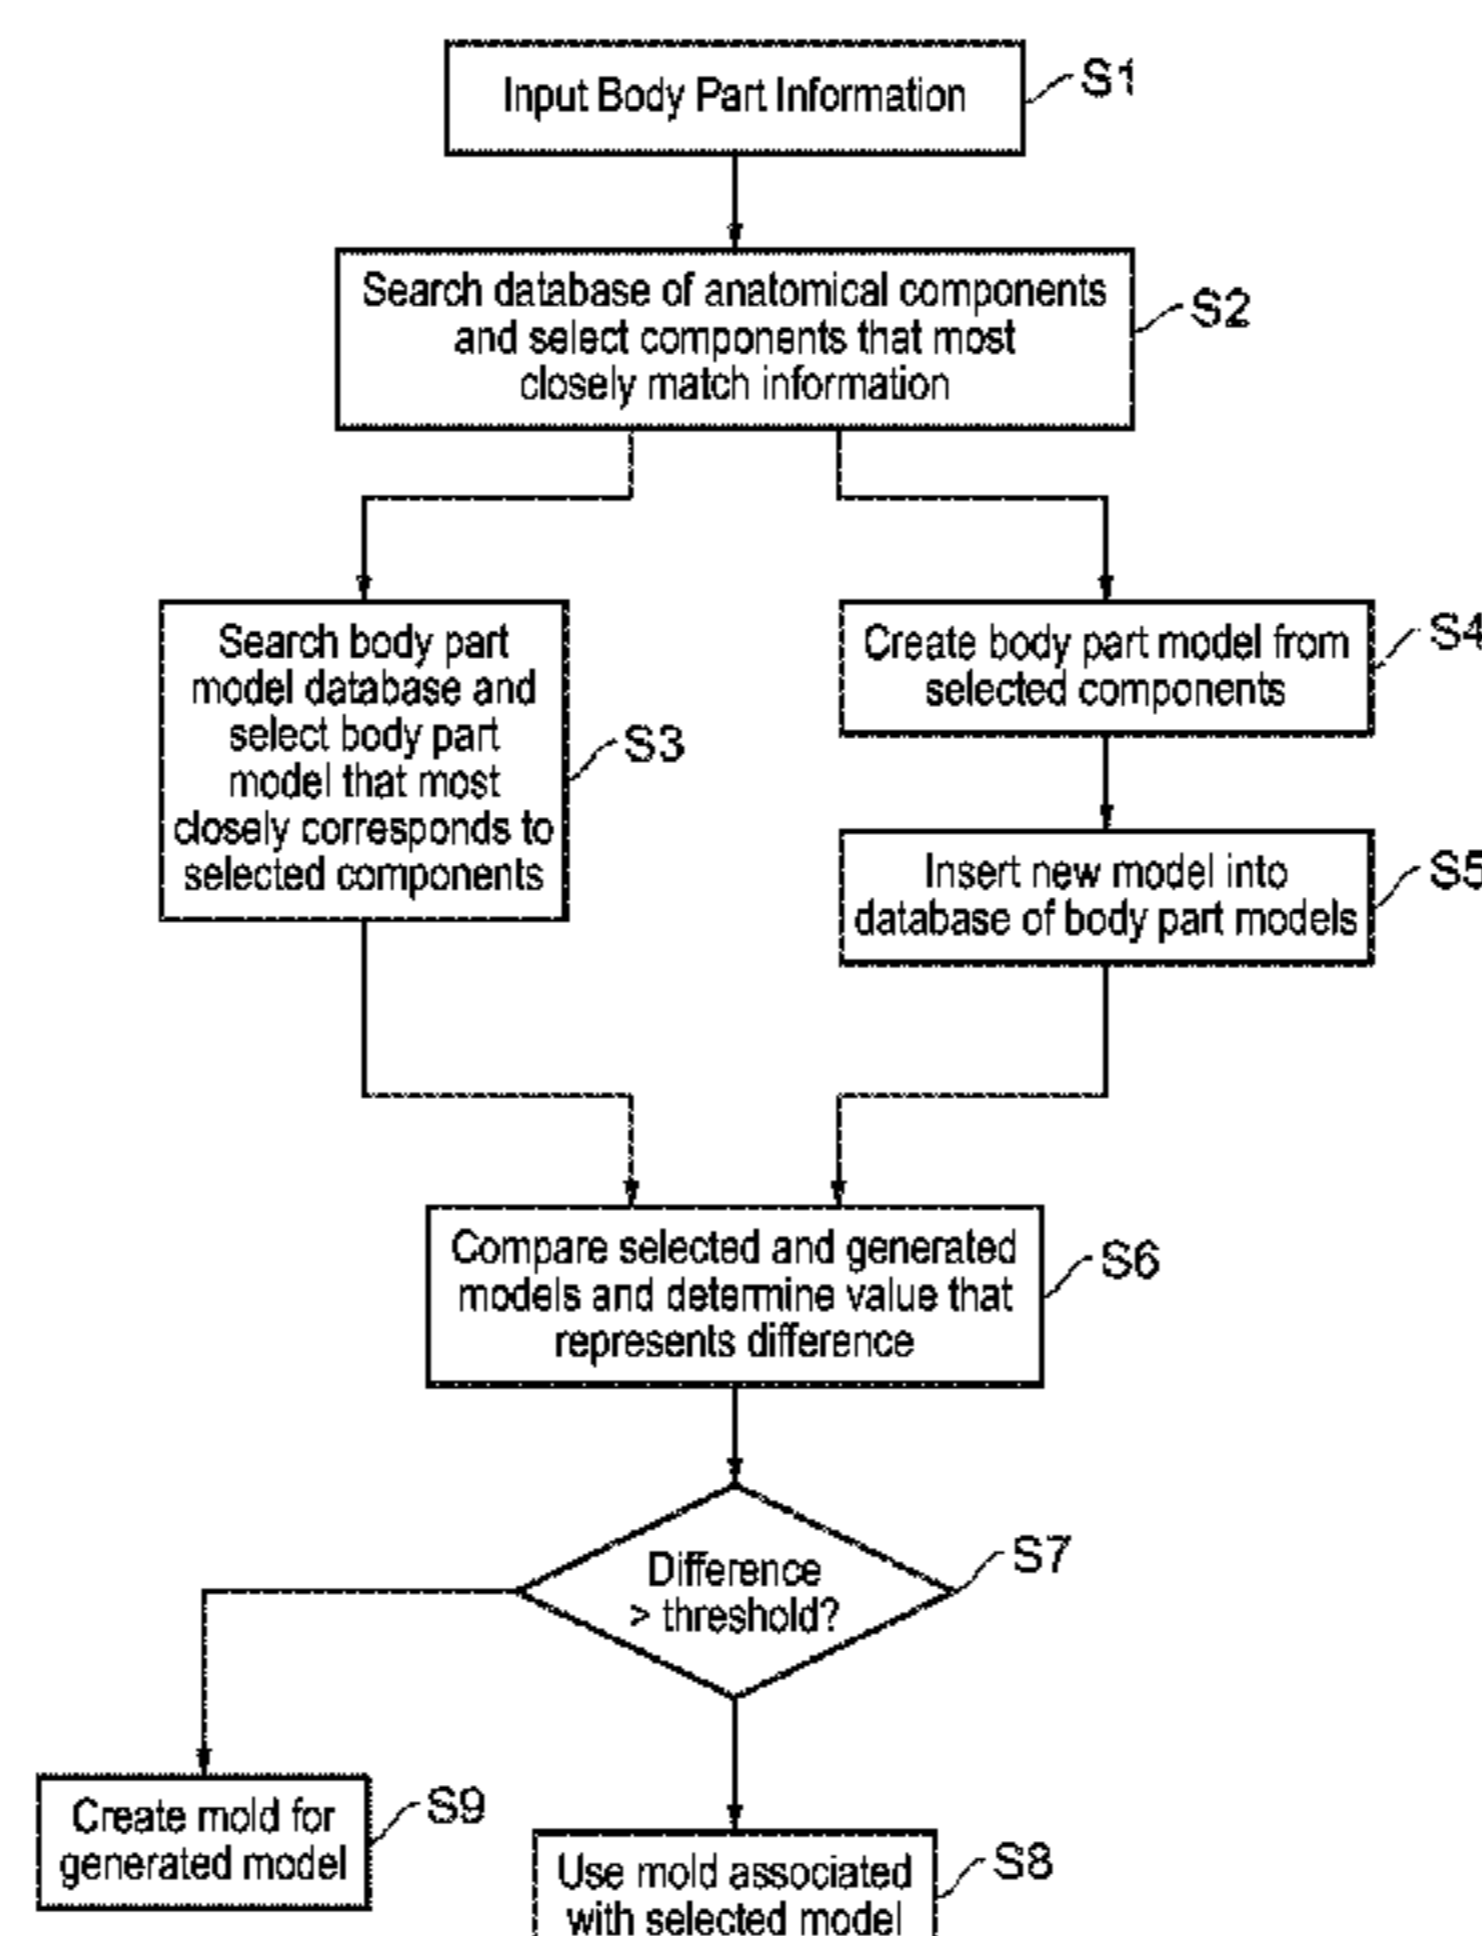 Input Body Part Information
S1
Search database of anatomical components
and select components that most
closely match information
S2
Search body part
model database and
select body part
model that most
closely corresponds to
selected components
S3
Create body part model from
selected components
S4
Insert new model into
database of body part models
S5
Compare selected and generated
models and determine value that
represents difference
S6
Difference
> threshold?
S7
Create mold for
generated model
S9
Use mold associated
with selected model
S8